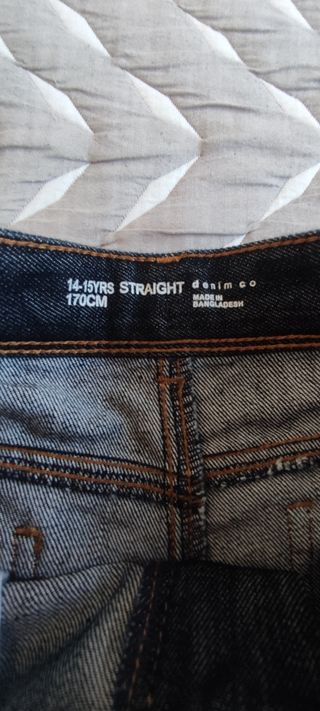 14-15YRS STRAIGHT denim co
170CM MADE IN
BANGLADESH